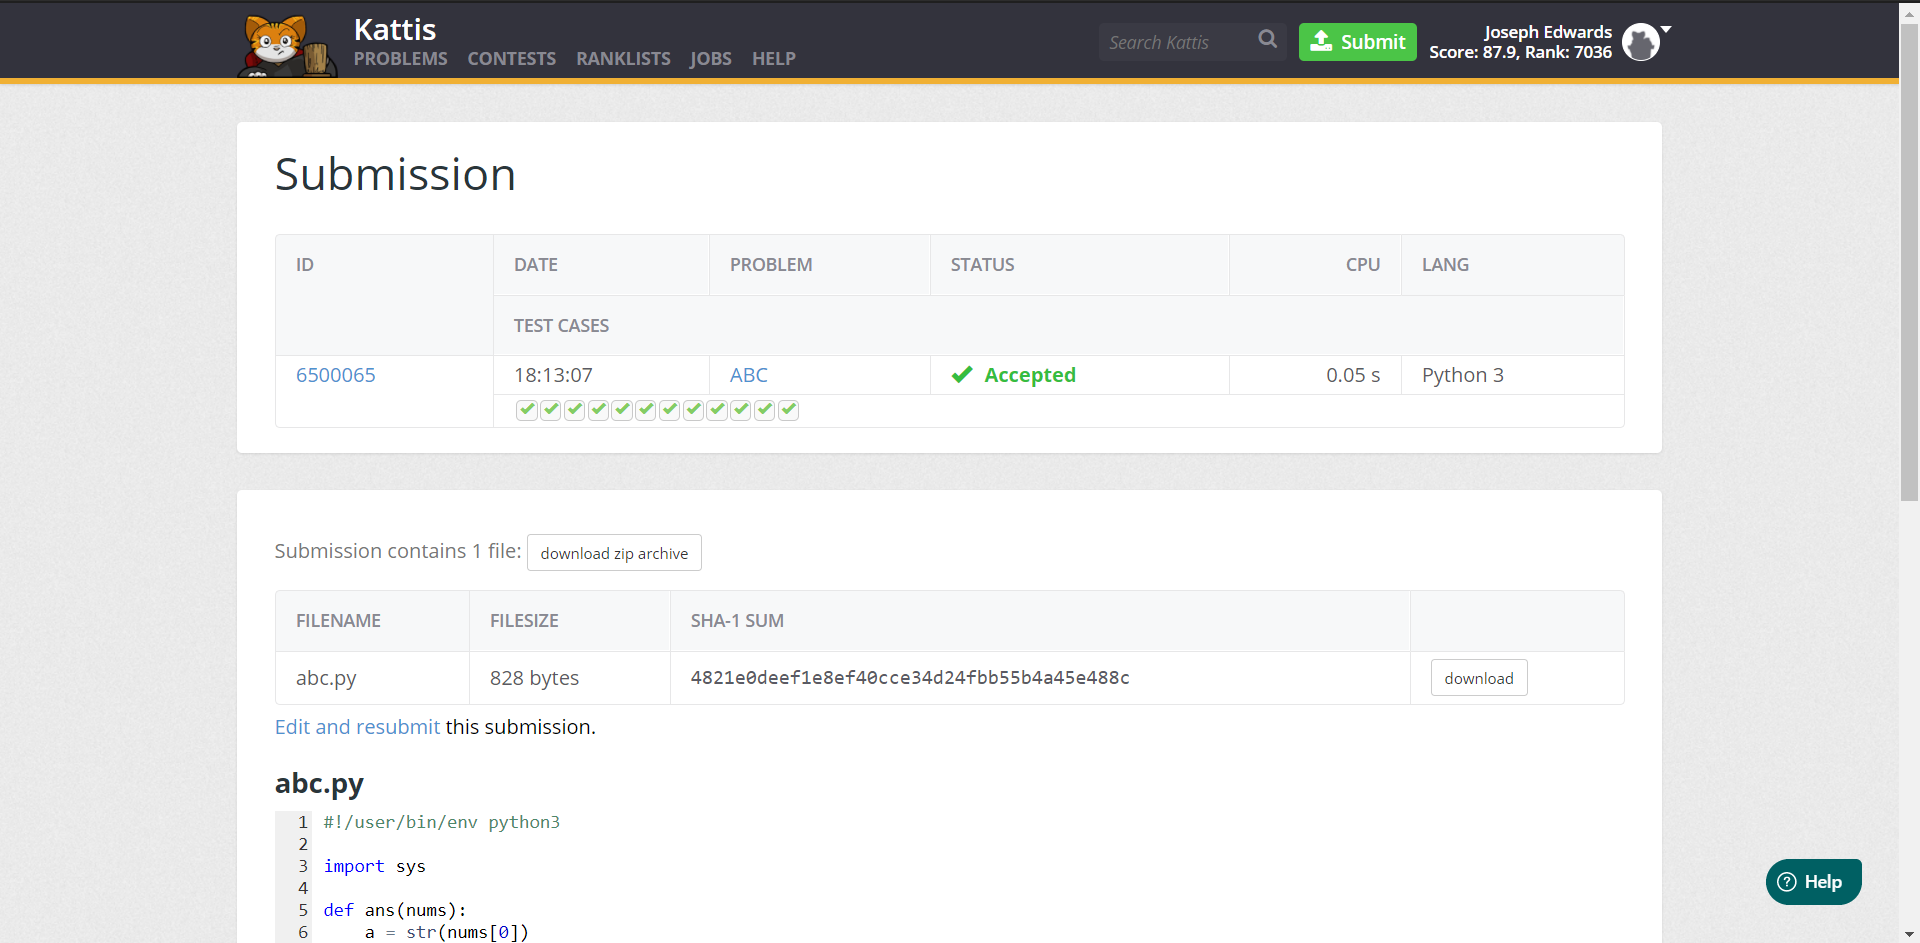 Kattis
PROBLEMS CONTESTS RANKLISTS JOBS HELP
Search Kattis
Submit
Joseph Edwards
Score: 87.9, Rank: 7036
Submission
ID DATE PROBLEM STATUS CPU LANG
TEST CASES
6500065 18:13:07 ABC Accepted 0.05 s Python 3
Submission contains 1 file: download zip archive
FILENAME FILESIZE SHA-1 SUM
abc.py 828 bytes 4821e0deef1e8ef40cce34d24fbb55b4a45e488c download
Edit and resubmit this submission.
abc.py
1 #!/user/bin/env python3
2
3 import sys
4
5 def ans(nums):
6 a = str(nums[0])
Help